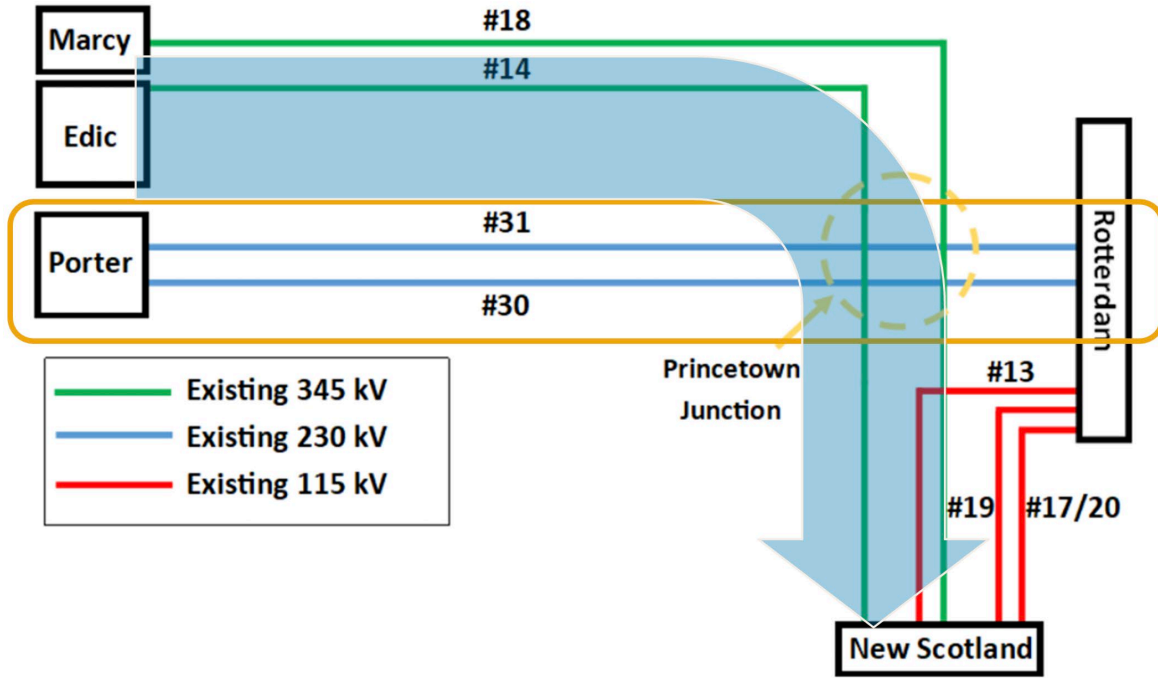 Marcy
#18
#14
Edic
#31
Porter
#30
Rotterdam
Princetown
Junction
#13
Existing 345 kV
Existing 230 kV
Existing 115 kV
#19
#17/20
New Scotland